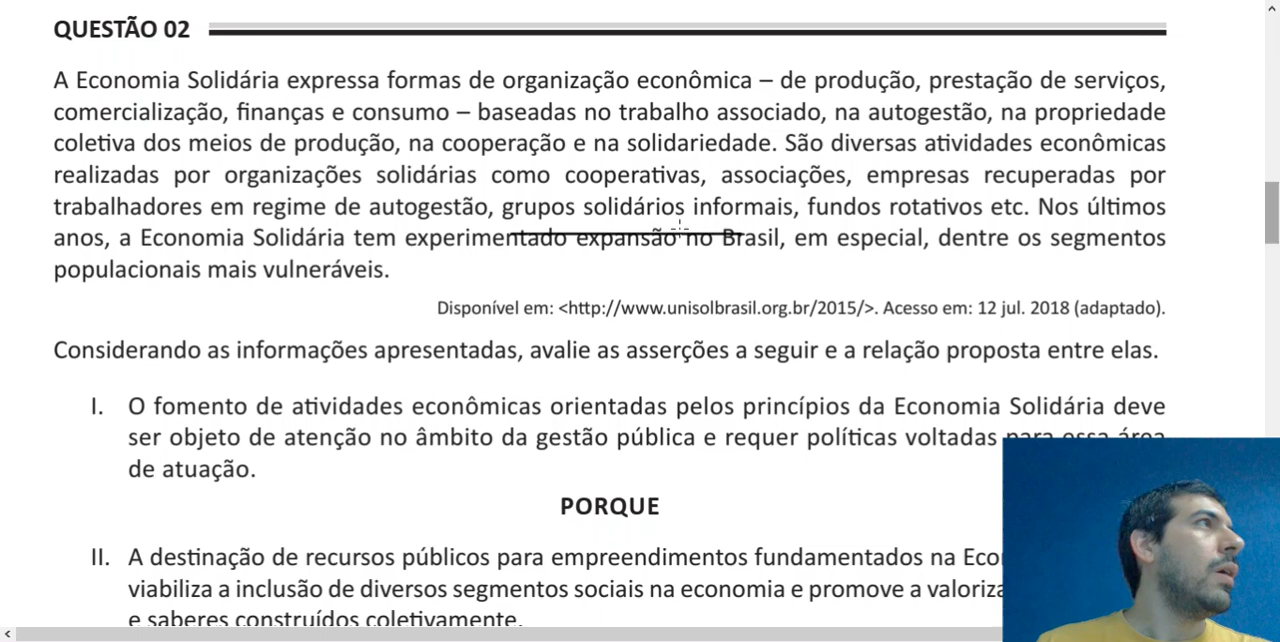 QUESTÃO 02
A Economia Solidária expressa formas de organização econômica – de produção, prestação de serviços,
comercialização, finanças e consumo – baseadas no trabalho associado, na autogestão, na propriedade
coletiva dos meios de produção, na cooperação e na solidariedade. São diversas atividades econômicas
realizadas por organizações solidárias como cooperativas, associações, empresas recuperadas por
trabalhadores em regime de autogestão, grupos solidários informais, fundos rotativos etc. Nos últimos
anos, a Economia Solidária tem experimentado expansão no Brasil, em especial, dentre os segmentos
populacionais mais vulneráveis.
Disponível em: <http://www.unisolbrasil.org.br/2015/>. Acesso em: 12 jul. 2018 (adaptado).
Considerando as informações apresentadas, avalie as asserções a seguir e a relação proposta entre elas.
I. O fomento de atividades econômicas orientadas pelos princípios da Economia Solidária deve
ser objeto de atenção no âmbito da gestão pública e requer políticas voltadas para essa área
de atuação.
PORQUE
II. A destinação de recursos públicos para empreendimentos fundamentados na
viabiliza a inclusão de diversos segmentos sociais na economia e promove a
e saberes construídos coletivamente.